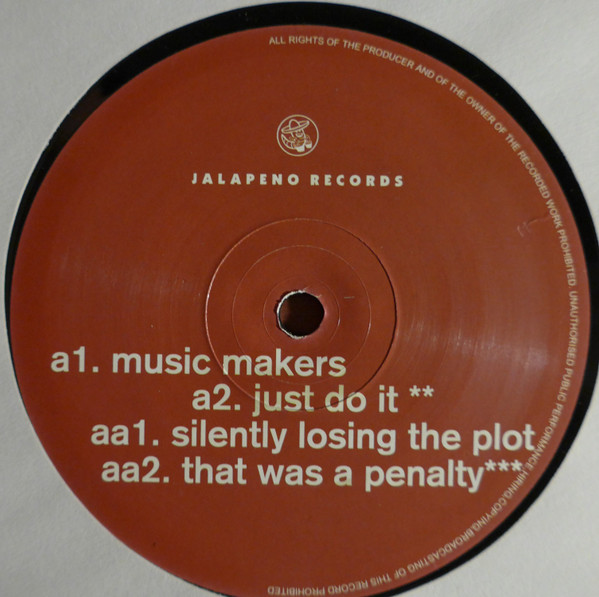 ALL RIGHTS OF THE PRODUCER AND OF THE OWNER OF THE RECORDED WORK PROHIBITED. UNAUTHORISED PUBLIC PERFORMANCE,HIRING,COPYING,BROADCASTING OF THIS RECORD PROHIBITED
JALAPENO RECORDS
a1. music makers
a2. just do it **
aa1. silently losing the plot
aa2. that was a penalty***